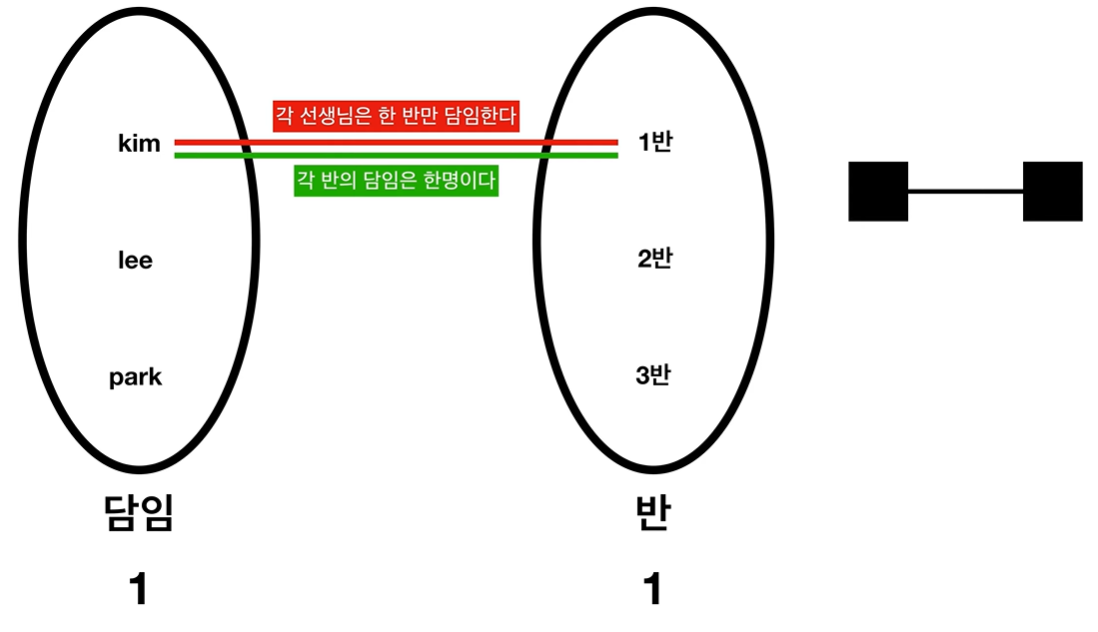 각 선생님은 한 반만 담임한다
kim
1반
각 반의 담임은 한명이다
lee
2반
park
3반
담임
반
1
1